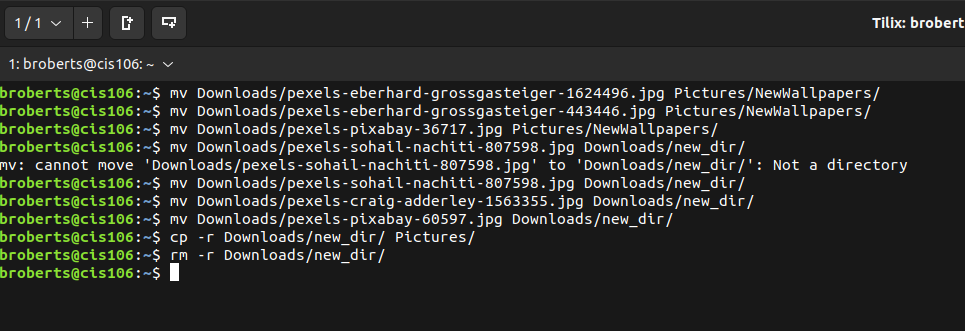 1 / 1
Tilix: brobert
1: broberts@cis106: ~
broberts@cis106:~$ mv Downloads/pexels-eberhard-grossgasteiger-1624496.jpg Pictures/NewWallpapers/
broberts@cis106:~$ mv Downloads/pexels-eberhard-grossgasteiger-443446.jpg Pictures/NewWallpapers/
broberts@cis106:~$ mv Downloads/pexels-pixabay-36717.jpg Pictures/NewWallpapers/
broberts@cis106:~$ mv Downloads/pexels-sohail-nachiti-807598.jpg Downloads/new_dir/
mv: cannot move 'Downloads/pexels-sohail-nachiti-807598.jpg' to 'Downloads/new_dir/': Not a directory
broberts@cis106:~$ mv Downloads/pexels-sohail-nachiti-807598.jpg Downloads/new_dir/
broberts@cis106:~$ mv Downloads/pexels-craig-adderley-1563355.jpg Downloads/new_dir/
broberts@cis106:~$ mv Downloads/pexels-pixabay-60597.jpg Downloads/new_dir/
broberts@cis106:~$ cp -r Downloads/new_dir/ Pictures/
broberts@cis106:~$ rm -r Downloads/new_dir/
broberts@cis106:~$